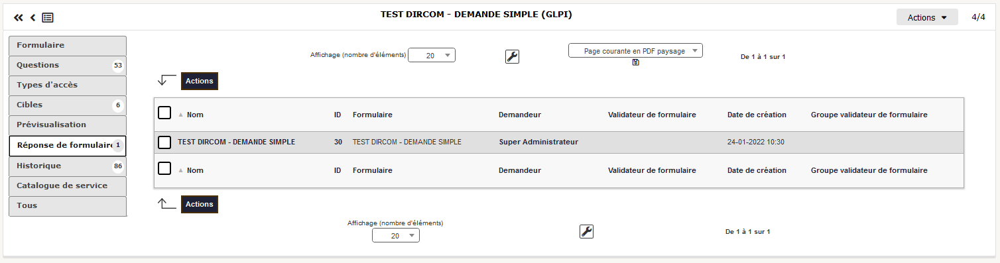 TEST DIRCOM - DEMANDE SIMPLE (GLPI)
Actions
4/4
Formulaire
Questions 53
Types d'accès
Cibles 6
Prévisualisation
Réponse de formulaire 1
Historique 86
Catalogue de service
Tous
Affichage (nombre d'éléments) 20
Page courante en PDF paysage
De 1 à 1 sur 1
Actions
Nom ID Formulaire Demandeur Validateur de formulaire Date de création Groupe validateur de formulaire
TEST DIRCOM - DEMANDE SIMPLE 30 TEST DIRCOM - DEMANDE SIMPLE Super Administrateur 24-01-2022 10:30
Nom ID Formulaire Demandeur Validateur de formulaire Date de création Groupe validateur de formulaire
Actions
Affichage (nombre d'éléments)
20
De 1 à 1 sur 1